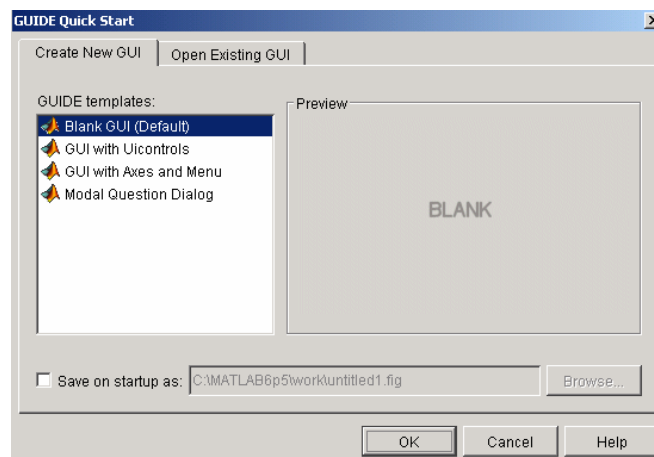 GUIDE Quick Start
Create New GUI
Open Existing GUI
GUIDE templates:
Blank GUI (Default)
GUI with Uicontrols
GUI with Axes and Menu
Modal Question Dialog
Preview
BLANK
Save on startup as:
C:\MATLAB6p5\work\untitled1.fig
Browse...
OK
Cancel
Help